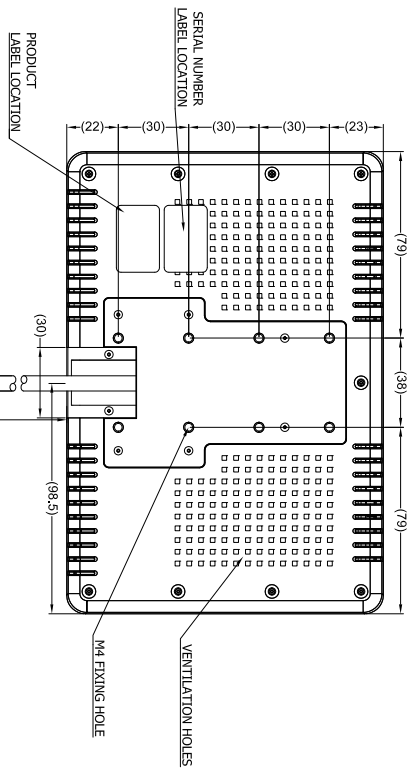 SERIAL NUMBER
LABEL LOCATION
PRODUCT
LABEL LOCATION
(22)
(30)
(30)
(30)
(23)
(79)
(38)
(79)
(30)
(98.5)
M4 FIXING HOLE
VENTILATION HOLES